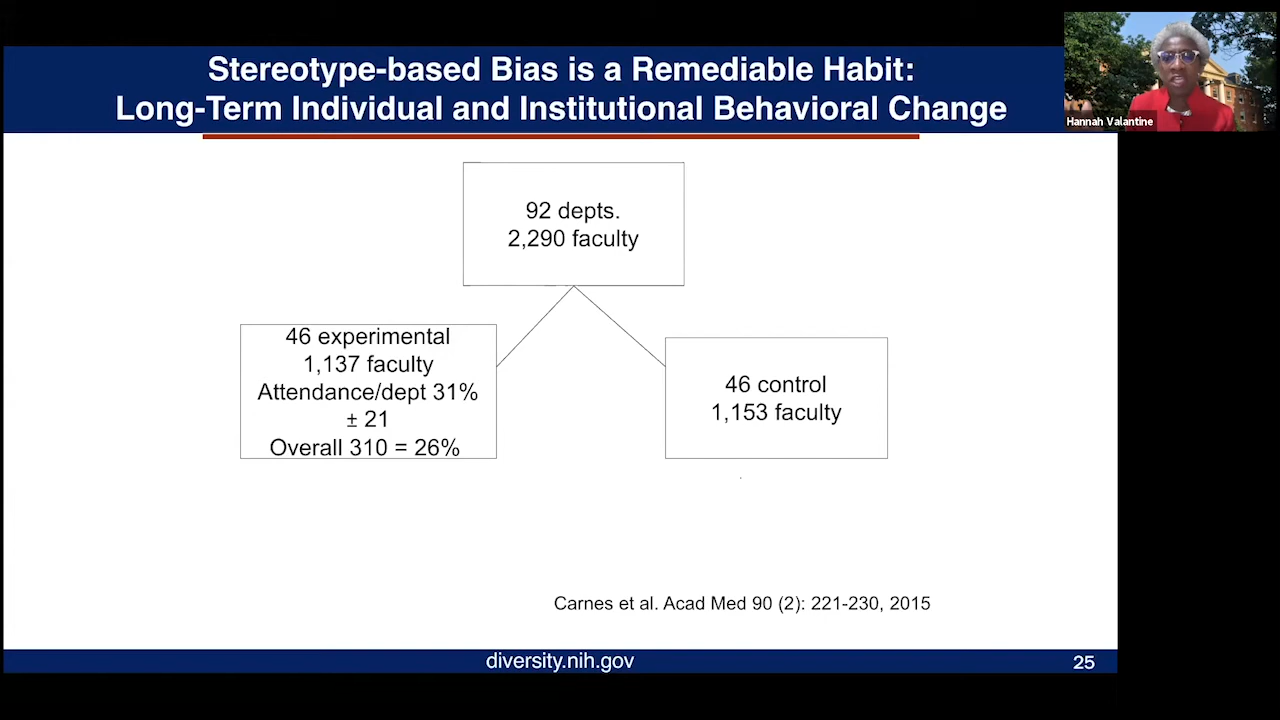 Stereotype-based Bias is a Remediable Habit:
Long-Term Individual and Institutional Behavioral Change
Hannah Valantine
92 depts.
2,290 faculty
46 experimental
1,137 faculty
Attendance/dept 31%
± 21
Overall 310 = 26%
46 control
1,153 faculty
Carnes et al. Acad Med 90 (2): 221-230, 2015
diversity.nih.gov
25